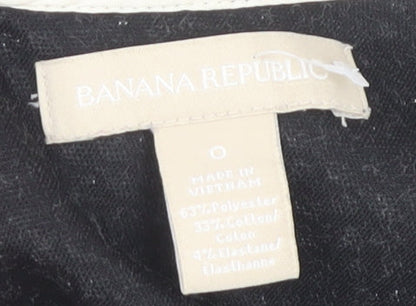 BANANA REPUBLIC
0
MADE IN
VIETNAM
63% Polyester
33% Cotton/
Coton
4% Elastane/
Elasthanne